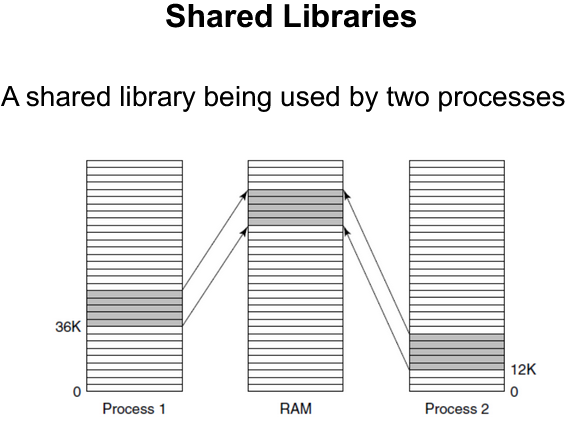 Shared Libraries
A shared library being used by two processes
36K
12K
0
0
Process 1
RAM
Process 2